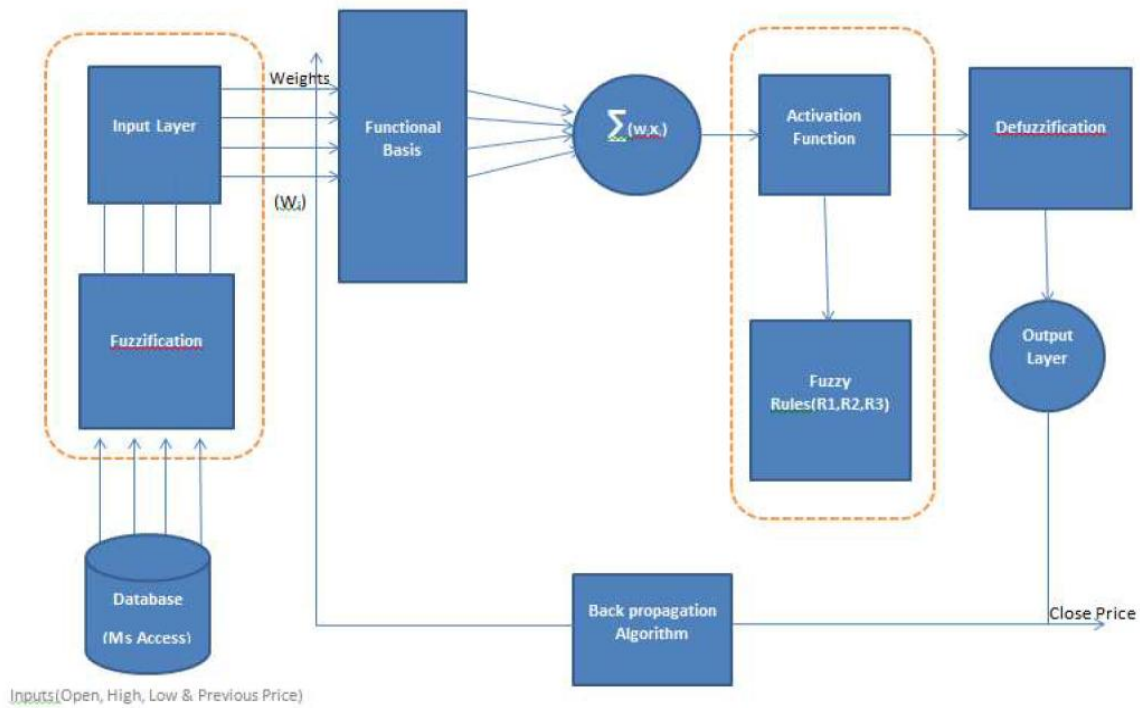 Input Layer
Weights
(Wi)
Functional
Basis
∑(wixi)
Activation
Function
Defuzzification
Fuzzification
Fuzzy
Rules(R1,R2,R3)
Output
Layer
Database
(Ms Access)
Back propagation
Algorithm
Close Price
Inputs(Open, High, Low & Previous Price)